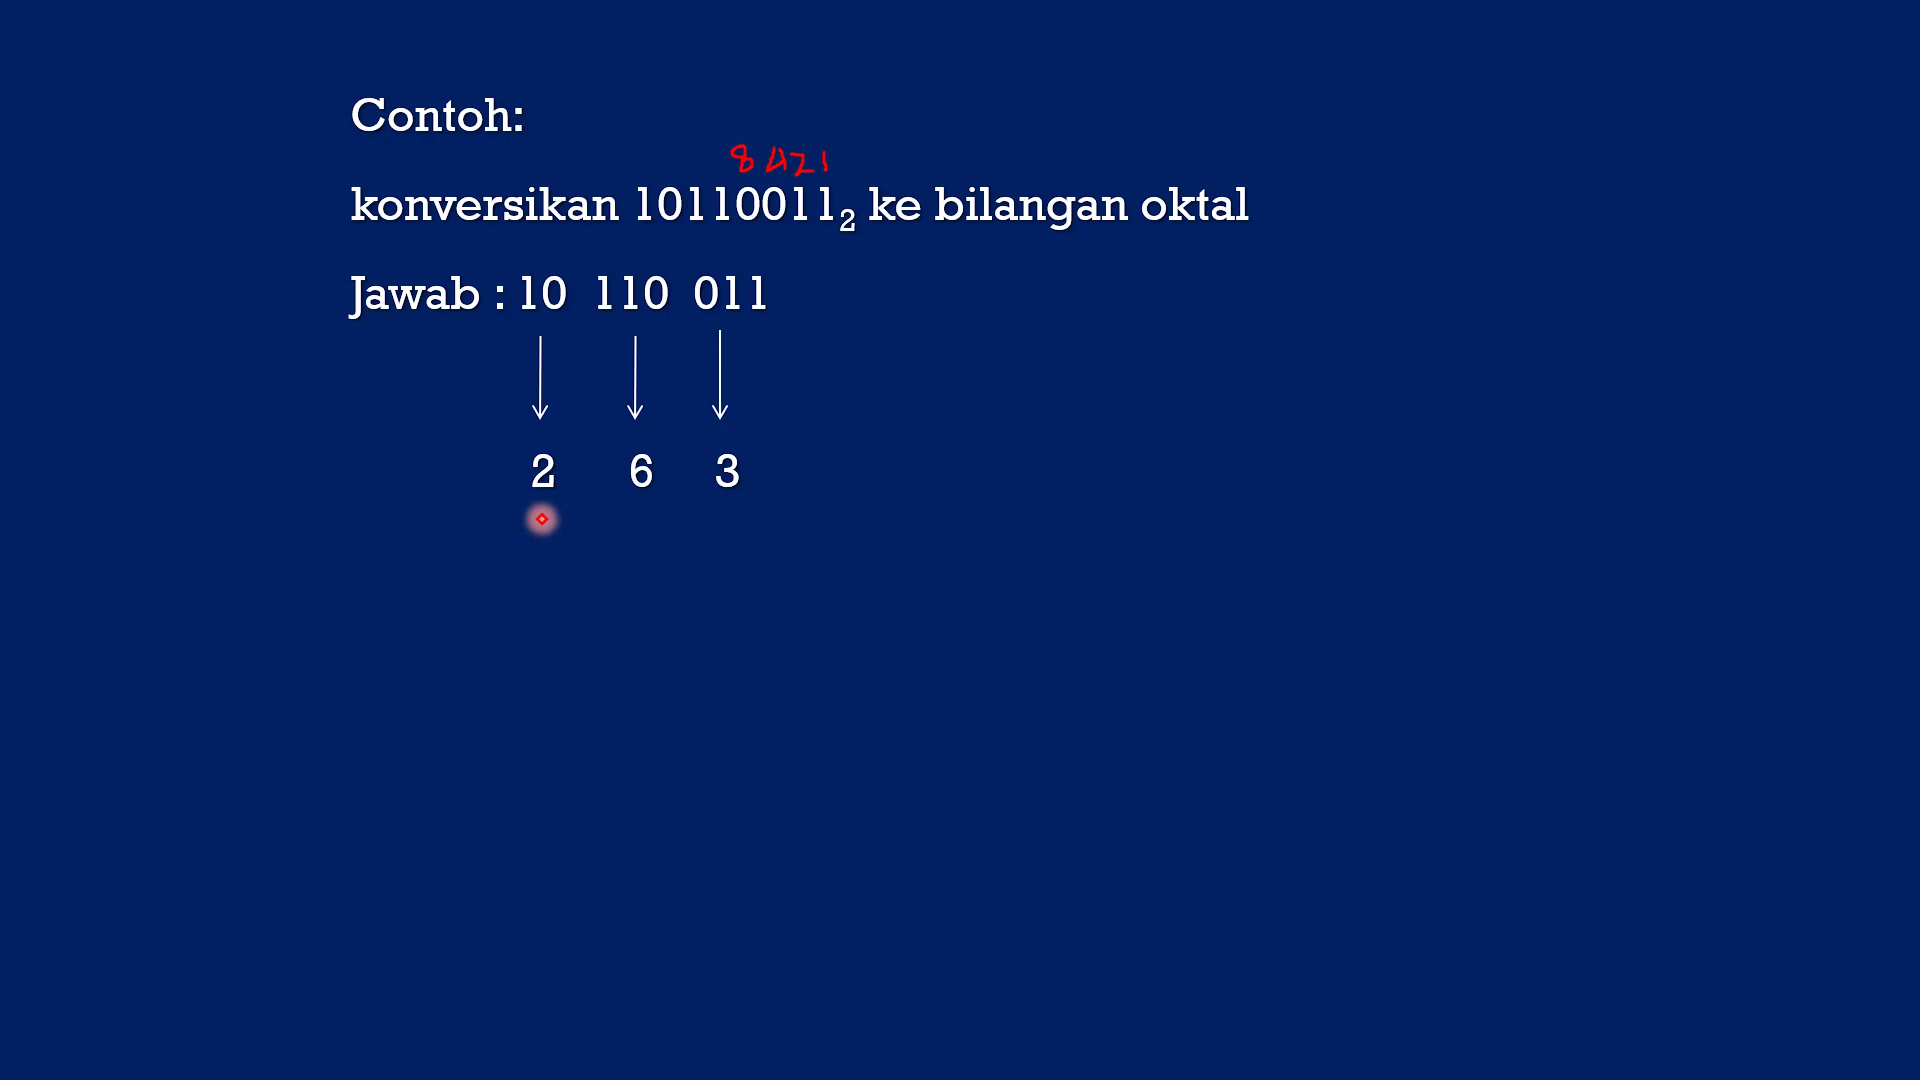 Contoh:
8 4 2 1
konversikan 10110011₂ ke bilangan oktal
Jawab : 10 110 011
2 6 3